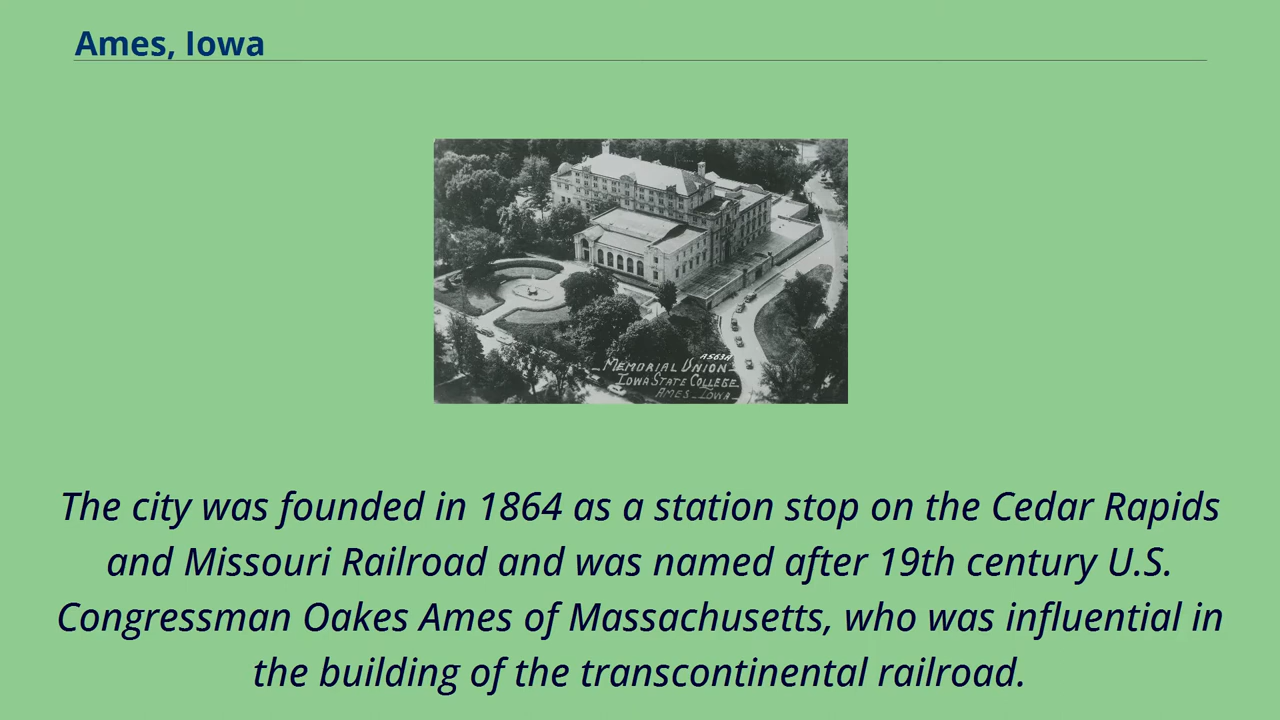 Ames, Iowa
A563A
MEMORIAL UNION
IOWA STATE COLLEGE
AMES - IOWA
The city was founded in 1864 as a station stop on the Cedar Rapids
and Missouri Railroad and was named after 19th century U.S.
Congressman Oakes Ames of Massachusetts, who was influential in
the building of the transcontinental railroad.